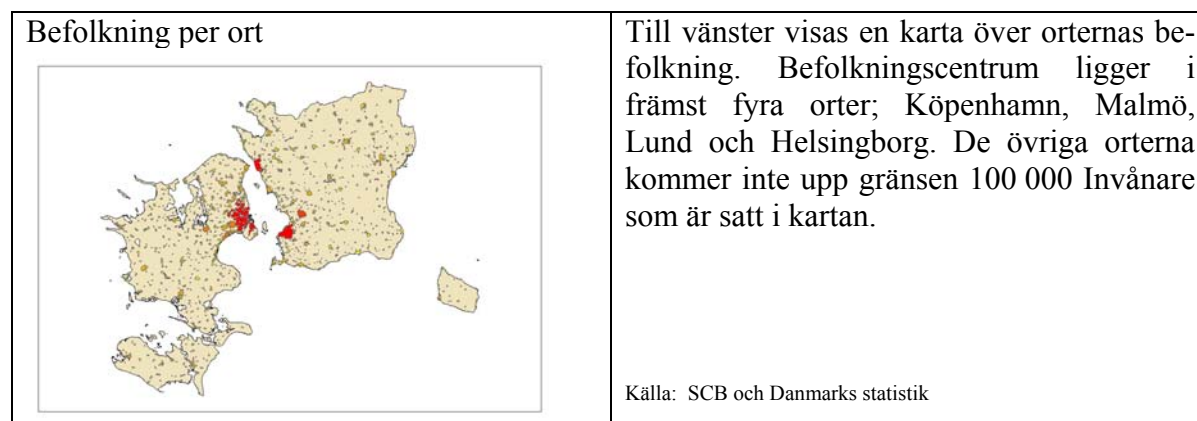 Befolkning per ort
Till vänster visas en karta över orternas be-
folkning. Befolkningscentrum ligger i
främst fyra orter; Köpenhamn, Malmö,
Lund och Helsingborg. De övriga orterna
kommer inte upp gränsen 100 000 Invånare
som är satt i kartan.
Källa: SCB och Danmarks statistik